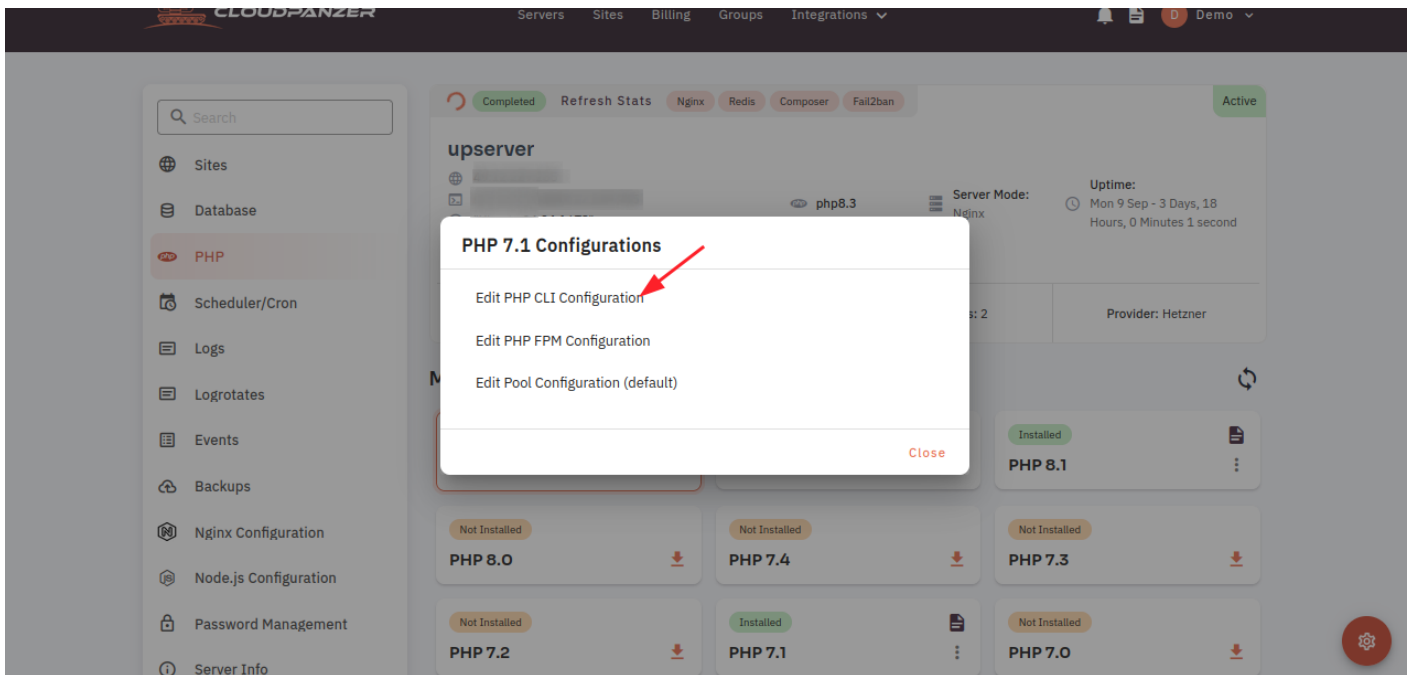 CLOUDPANZER
Servers Sites Billing Groups Integrations
D Demo
Search
Sites
Database
PHP
Scheduler/Cron
Logs
Logrotates
Events
Backups
Nginx Configuration
Node.js Configuration
Password Management
Server Info
Completed Refresh Stats Nginx Redis Composer Fail2ban
Active
upserver
php8.3
Server Mode:
Nginx
Uptime:
Mon 9 Sep - 3 Days, 18
Hours, 0 Minutes 1 second
: 2
Provider: Hetzner
PHP 7.1 Configurations
Edit PHP CLI Configuration
Edit PHP FPM Configuration
Edit Pool Configuration (default)
Close
M
Installed
PHP 8.1
Not Installed
PHP 8.0
Not Installed
PHP 7.4
Not Installed
PHP 7.3
Not Installed
PHP 7.2
Installed
PHP 7.1
Not Installed
PHP 7.0